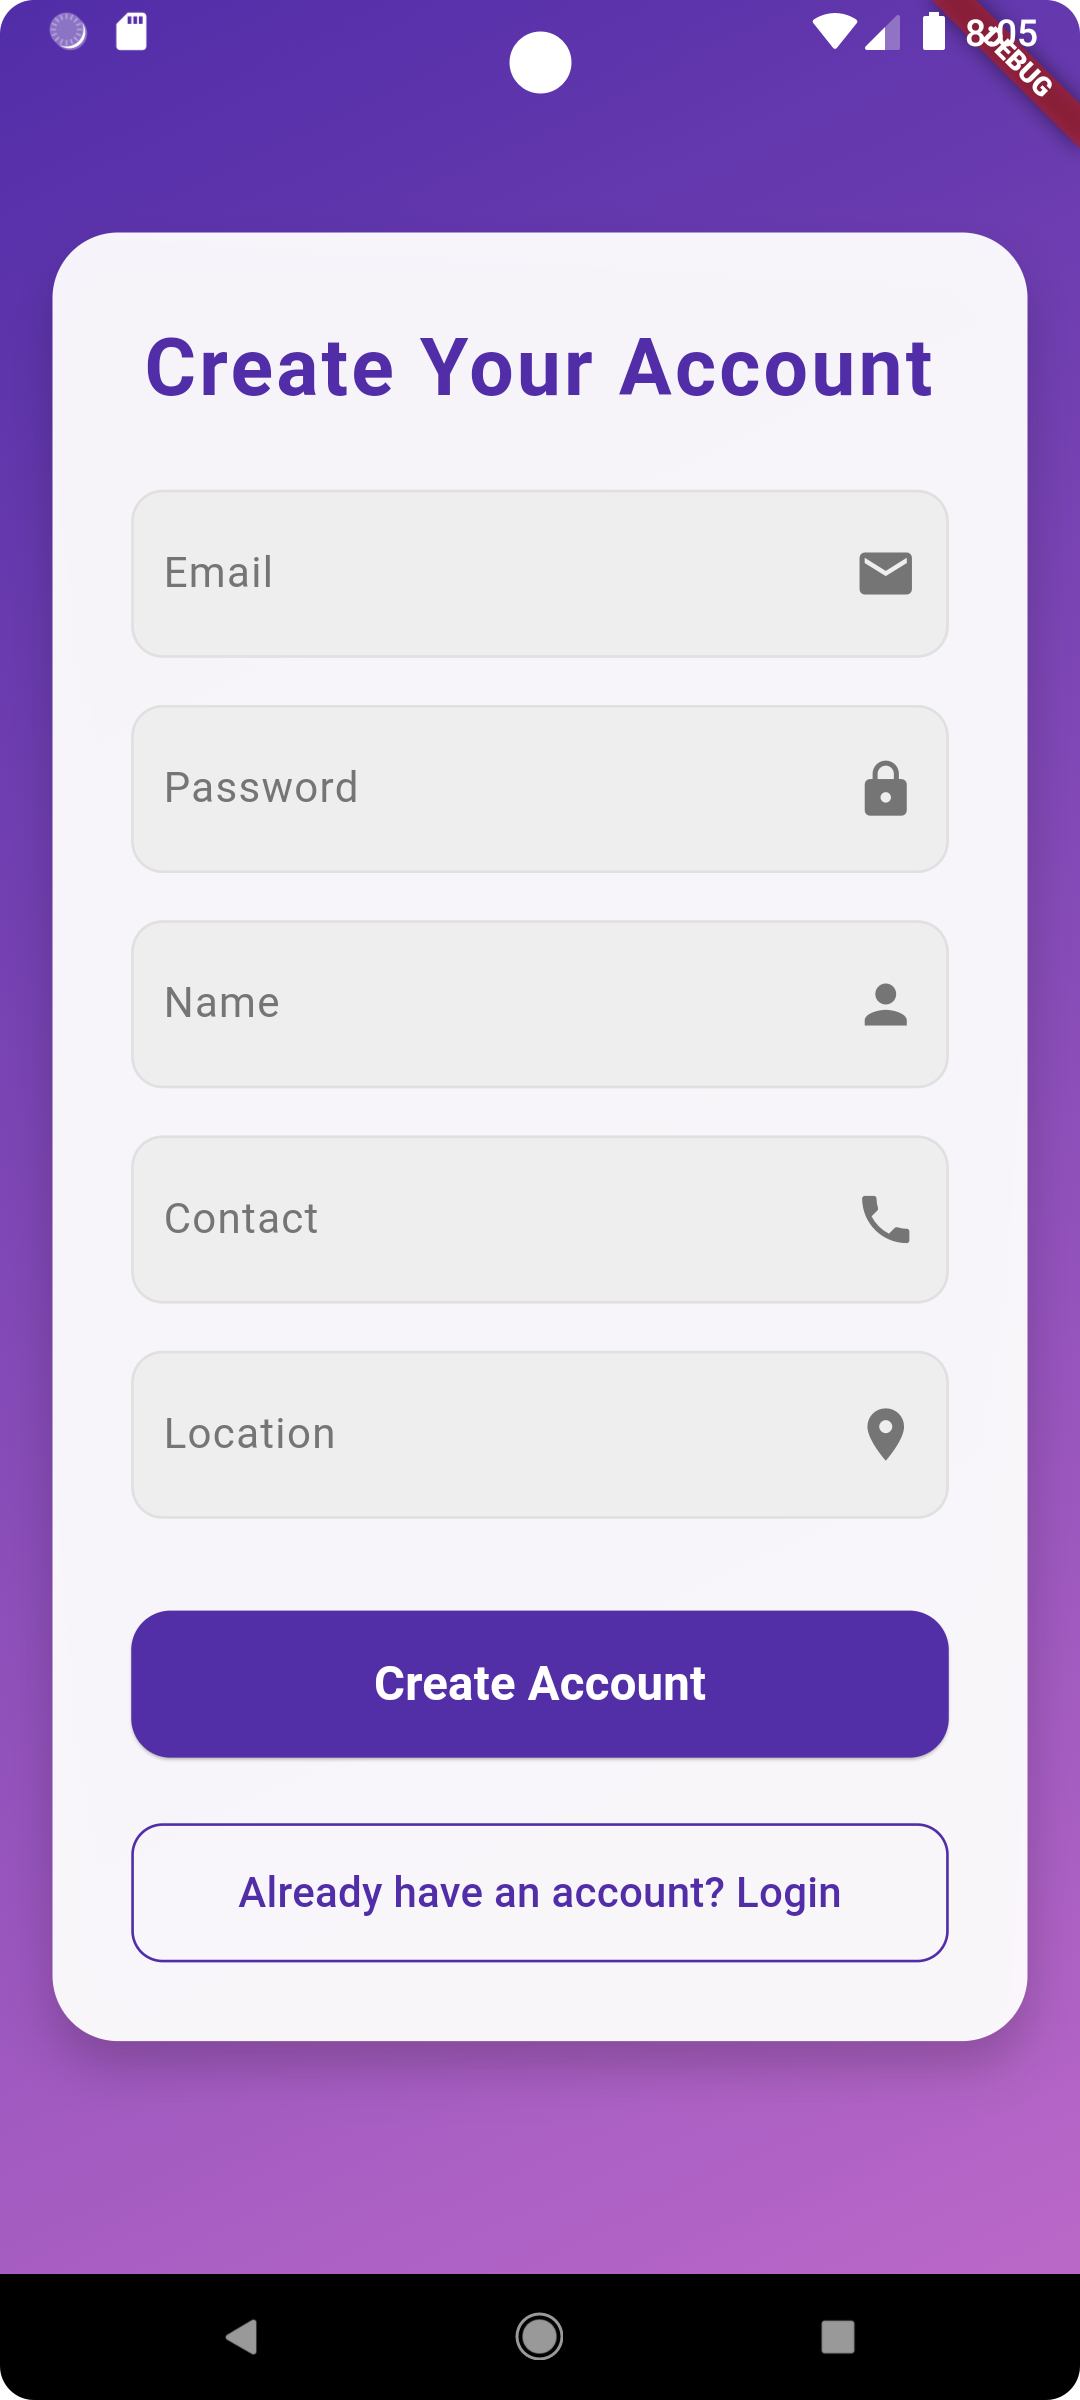 8:05
DEBUG
Create Your Account
Email
Password
Name
Contact
Location
Create Account
Already have an account? Login